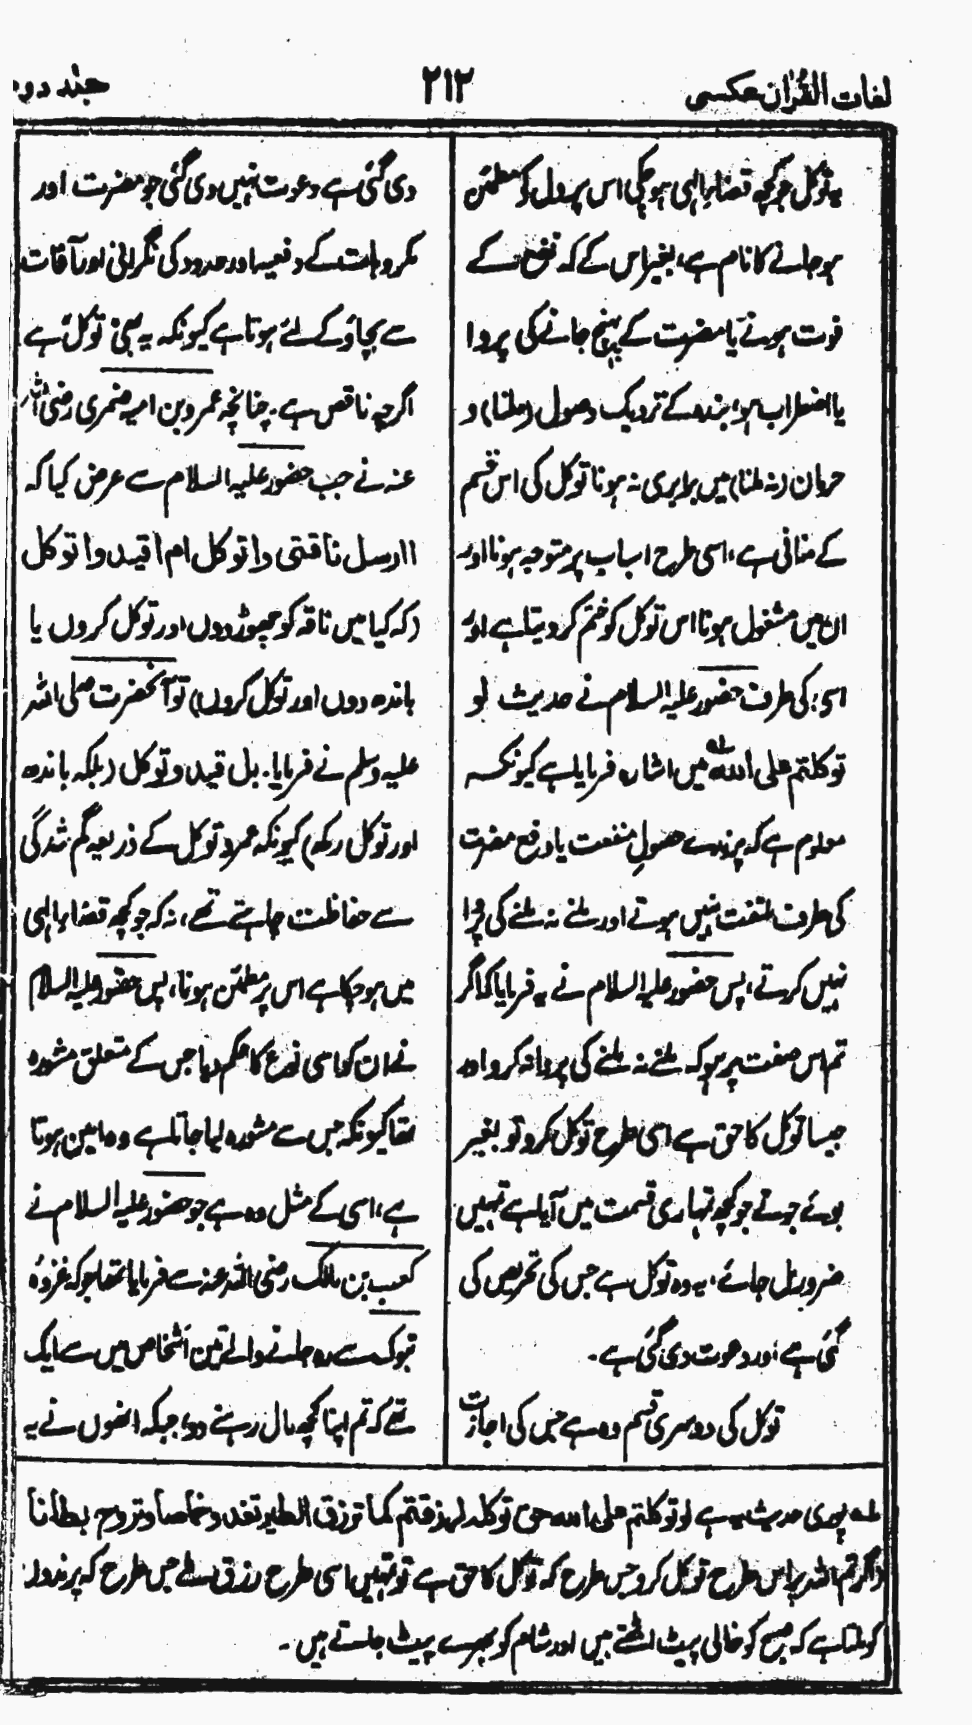 لغات القرآن عکسی
۲۱۲
جلد دوم
یہ توکل جو کچھ قضاء الٰہی ہو چکی اس پر دل کو مطمئن
ہو جانے کا نام ہے، بغیر اس کے کہ نفع کے
فوت ہونے یا مضرت کے پہنچ جانے کی پروا
یا اضطراب ہو، بندہ کے نزدیک وصول (ملنا) و
حرمان (نہ ملنا) میں برابری نہ ہونا توکل کی اس قسم
کے منافی ہے، اسی طرح اسباب پر متوجہ ہونا اور
ان میں مشغول ہونا اس توکل کو ختم کر دیتا ہے اور
اسی کی طرف حضور علیہ السلام نے حدیث لو
توکلتم علی اللہ میں اشارہ فرمایا ہے کیونکہ
معلوم ہے کہ پرندے حصول منفعت یا دفع مضرت
کی طرف ملتفت نہیں ہوتے اور ملنے نہ ملنے کی پروا
نہیں کرتے، پس حضور علیہ السلام نے یہ فرمایا کہ اگر
تم اس صفت پر ہو کہ ملنے نہ ملنے کی پروا نہ کرو اور
جیسا توکل کا حق ہے اسی طرح توکل کرو تو بغیر
بوئے جوتے جو کچھ تمہاری قسمت میں آیا ہے تمہیں
ضرور مل جائے، یہ وہ توکل ہے جس کی تحریص کی
گئی ہے اور دعوت دی گئی ہے۔
توکل کی دوسری قسم وہ ہے جس کی اجازت
دی گئی ہے دعوت نہیں دی گئی جو مضرت اور
مکروہات کے دفعیہ اور حدود کی نگرانی اور آفات
سے بچاؤ کے لئے ہوتا ہے کیونکہ یہ بھی توکل ہے
اگرچہ ناقص ہے۔ چنانچہ عمرو بن امیہ ضمری رضی اللہ
عنہ نے جب حضور علیہ السلام سے عرض کیا کہ
اارسل ناقتی واتوکل ام اقیدہا واتوکل
(کہ کیا میں ناقہ کو چھوڑ دوں اور توکل کروں یا
باندہ دوں اور توکل کروں) تو آنحضرت صلی اللہ
علیہ وسلم نے فرمایا۔ بل قید وتوکل (بلکہ باندہ
اور توکل رکھ) کیونکہ عمرو توکل کے ذریعہ گم شدگی
سے حفاظت چاہتے تھے، نہ کہ جو کچھ قضاء الٰہی
میں ہو چکا ہے اس پر مطمئن ہونا، پس حضور علیہ السلام
نے ان کو اسی نوع کا حکم دیا جس کے متعلق مشورہ
تھا کیونکہ جس سے مشورہ لیا جاتا ہے وہ امین ہوتا
ہے، اسی کے مثل وہ ہے جو حضور علیہ السلام نے
کعب بن مالک رضی اللہ عنہ سے فرمایا تھا جو کہ غزوہ
تبوک سے رہ جانے والے تین اشخاص میں سے ایک
تھے کہ تم اپنا کچھ مال رہنے دو، جبکہ انھوں نے یہ
لہ پوری حدیث یہ ہے لو توکلتم علی اللہ حق توکلہ لرزقتم کما ترزق الطیر تغدو خماصا وتروح بطانا
(اگر تم اللہ پر اس طرح توکل کرو جس طرح کہ توکل کا حق ہے تو تمہیں اسی طرح رزق ملے جس طرح کہ پرندوں
کو ملتا ہے کہ صبح کو خالی پیٹ اٹھتے ہیں اور شام کو بھرے پیٹ جاتے ہیں۔